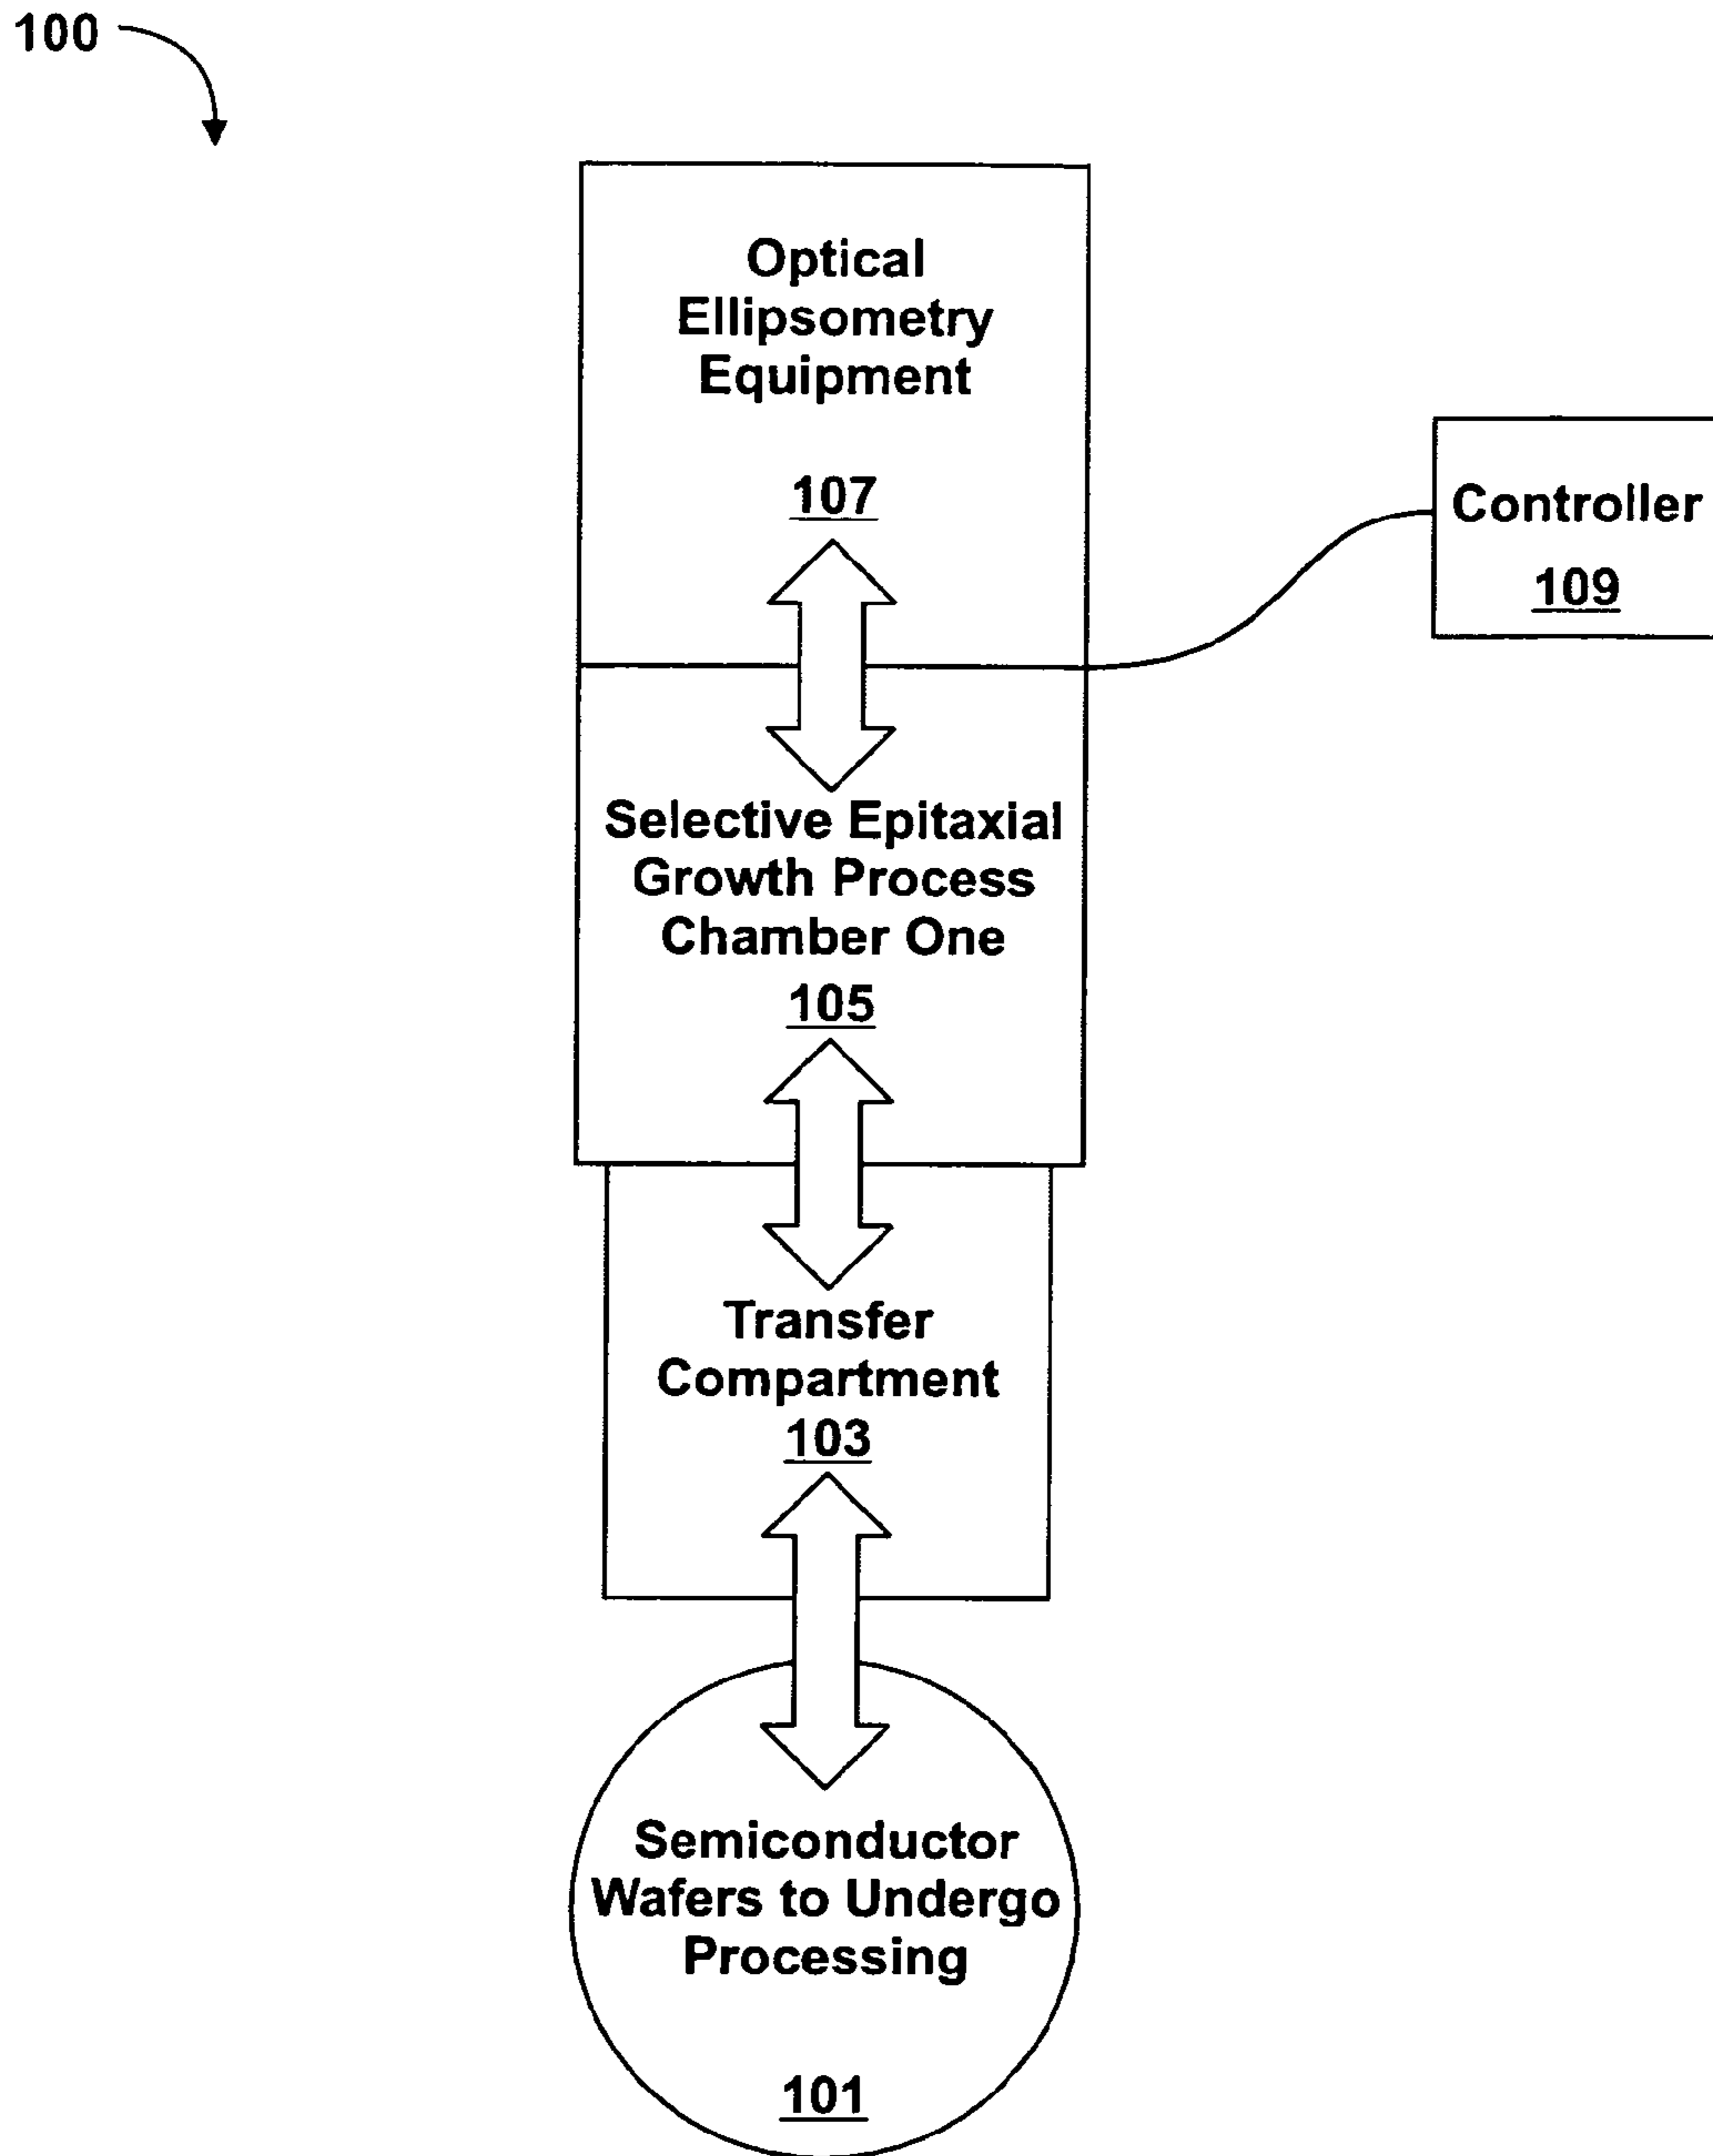 100
Optical
Ellipsometry
Equipment
107
Controller
109
Selective Epitaxial
Growth Process
Chamber One
105
Transfer
Compartment
103
Semiconductor
Wafers to Undergo
Processing
101